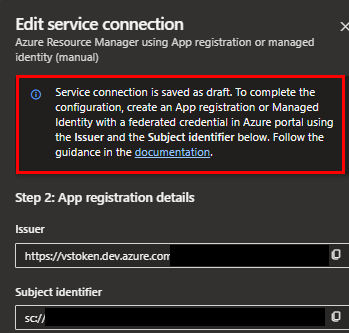 Edit service connection
Azure Resource Manager using App registration or managed
identity (manual)
Service connection is saved as draft. To complete the
configuration, create an App registration or Managed
Identity with a federated credential in Azure portal using
the Issuer and the Subject identifier below. Follow the
guidance in the documentation.
Step 2: App registration details
Issuer
https://vstoken.dev.azure.com
Subject identifier
sc://